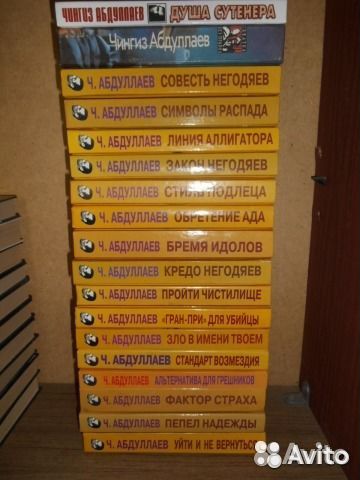 ЧИНГИЗ АБДУЛЛАЕВ ДУША СУТЕНЕРА
Чингиз Абдуллаев
Ч. АБДУЛЛАЕВ СОВЕСТЬ НЕГОДЯЕВ
Ч. АБДУЛЛАЕВ СИМВОЛЫ РАСПАДА
Ч. АБДУЛЛАЕВ ЛИНИЯ АЛЛИГАТОРА
Ч. АБДУЛЛАЕВ ЗАКОН НЕГОДЯЕВ
Ч. АБДУЛЛАЕВ СТИЛЬ ПОДЛЕЦА
Ч. АБДУЛЛАЕВ ОБРЕТЕНИЕ АДА
Ч. АБДУЛЛАЕВ БРЕМЯ ИДОЛОВ
Ч. АБДУЛЛАЕВ КРЕДО НЕГОДЯЕВ
Ч. АБДУЛЛАЕВ ПРОЙТИ ЧИСТИЛИЩЕ
Ч. АБДУЛЛАЕВ «ГРАН-ПРИ» ДЛЯ УБИЙЦЫ
Ч. АБДУЛЛАЕВ ЗЛО В ИМЕНИ ТВОЕМ
Ч. АБДУЛЛАЕВ СТАНДАРТ ВОЗМЕЗДИЯ
Ч. АБДУЛЛАЕВ АЛЬТЕРНАТИВА ДЛЯ ГРЕШНИКОВ
Ч. АБДУЛЛАЕВ ФАКТОР СТРАХА
Ч. АБДУЛЛАЕВ ПЕПЕЛ НАДЕЖДЫ
Ч. АБДУЛЛАЕВ УЙТИ И НЕ ВЕРНУТЬСЯ
Avito